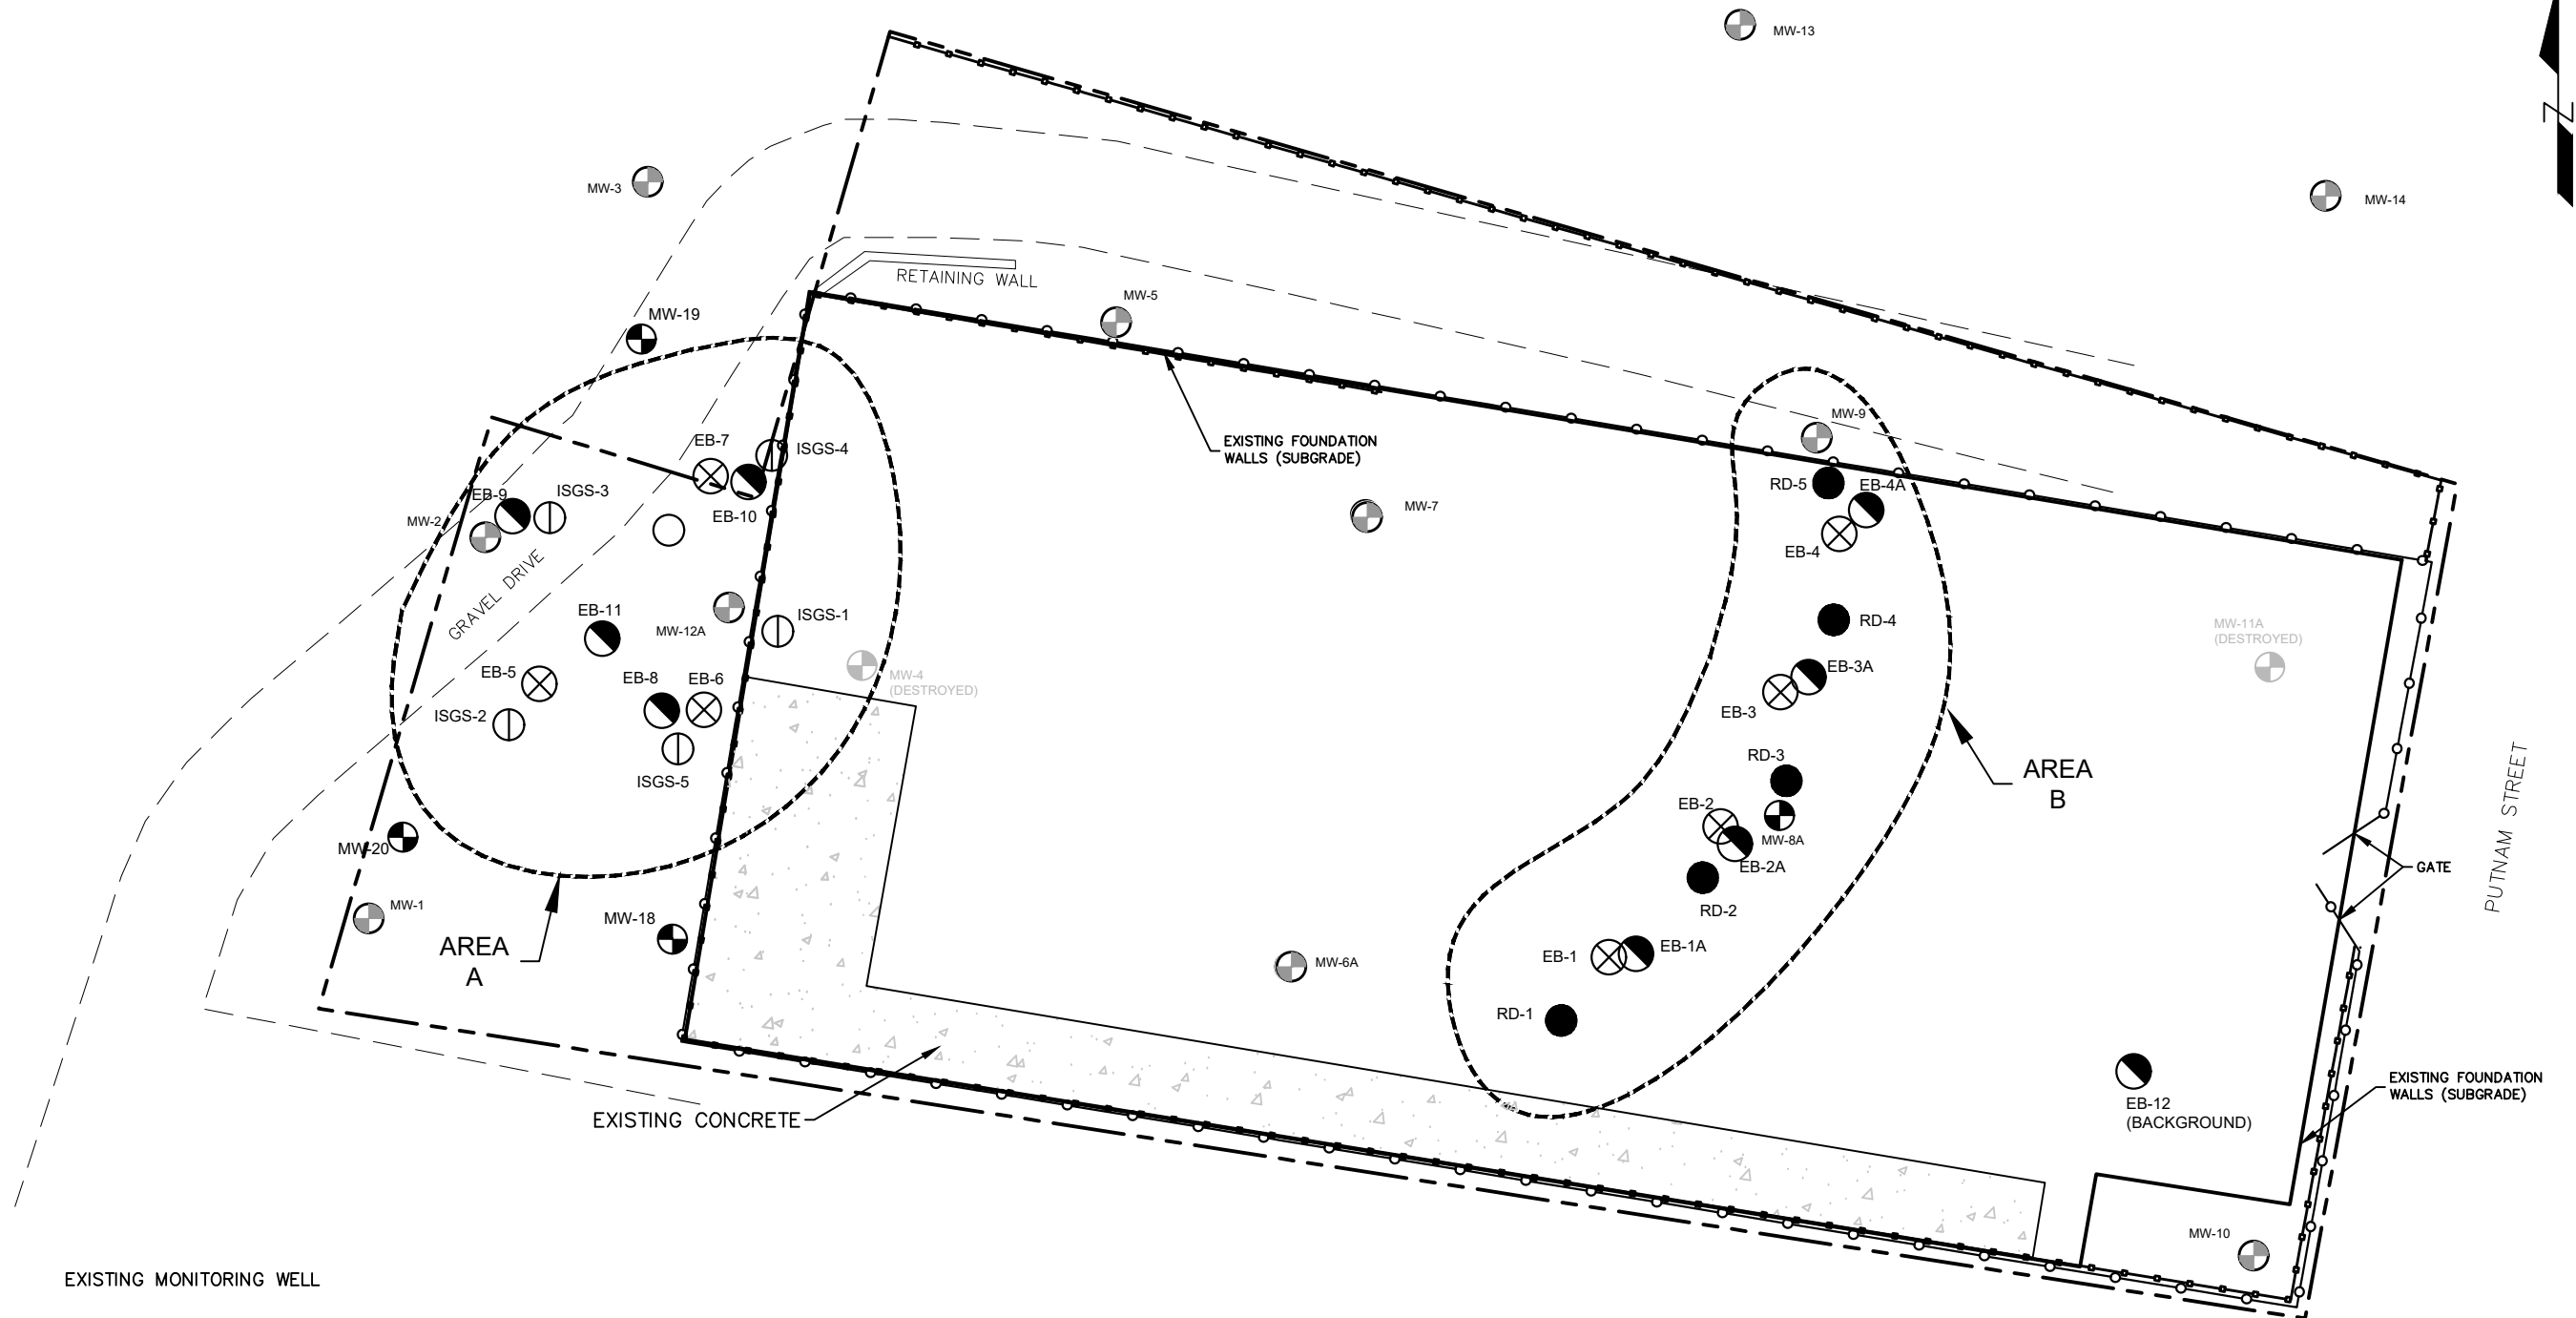 MW-13
N
MW-3
MW-14
RETAINING WALL
MW-5
MW-19
MW-9
EB-7
ISGS-4
EXISTING FOUNDATION
WALLS (SUBGRADE)
RD-5
EB-4A
EB-9
ISGS-3
MW-7
MW-2
EB-10
EB-4
GRAVEL DRIVE
EB-11
ISGS-1
RD-4
MW-12A
MW-11A
(DESTROYED)
EB-5
EB-8
EB-6
MW-4
(DESTROYED)
EB-3A
ISGS-2
EB-3
RD-3
ISGS-5
AREA
B
PUTNAM STREET
EB-2
MW-8A
MW-20
EB-2A
GATE
MW-1
RD-2
MW-18
AREA
A
EB-1
EB-1A
MW-6A
RD-1
EXISTING FOUNDATION
WALLS (SUBGRADE)
EB-12
(BACKGROUND)
EXISTING CONCRETE
MW-10
EXISTING MONITORING WELL